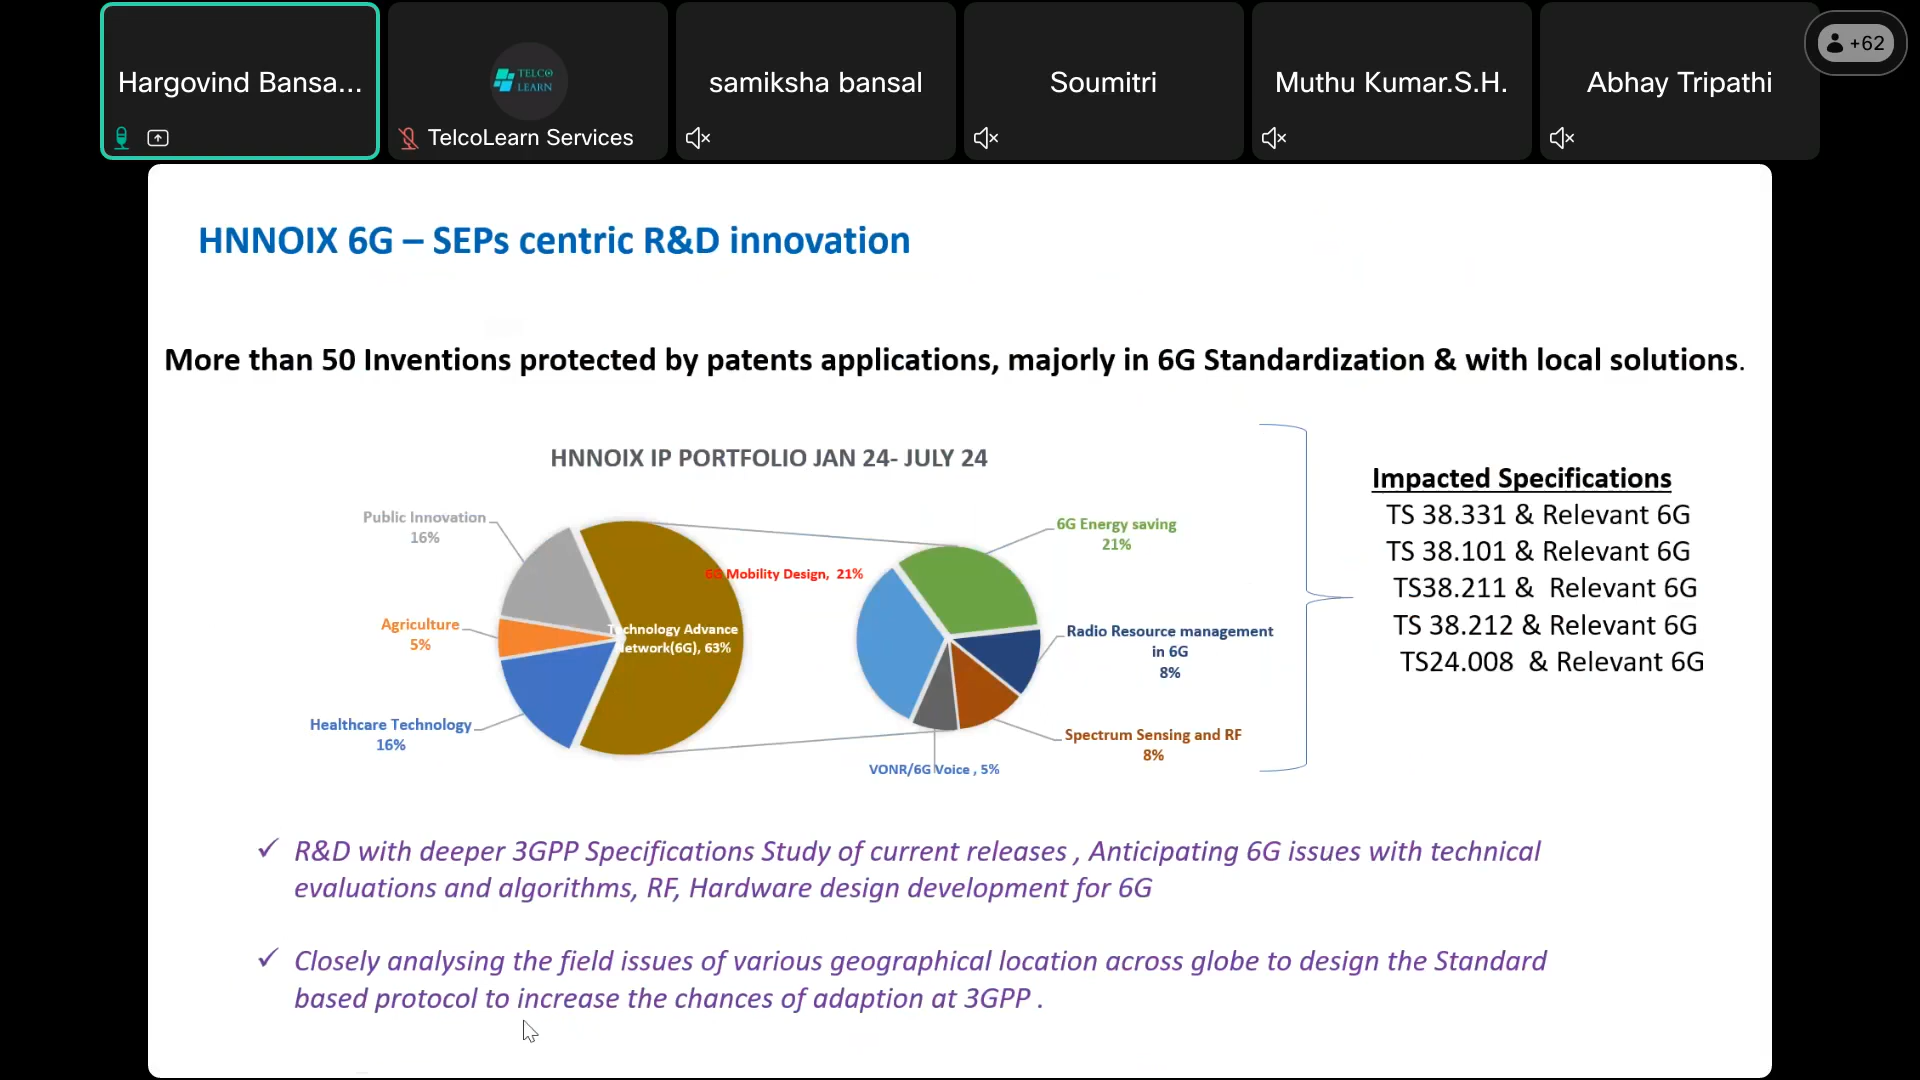 Hargovind Bansa...
TELCO
LEARN
TelcoLearn Services
samiksha bansal
Soumitri
Muthu Kumar.S.H.
Abhay Tripathi
+62
HNNOIX 6G – SEPs centric R&D innovation
More than 50 Inventions protected by patents applications, majorly in 6G Standardization & with local solutions.
HNNOIX IP PORTFOLIO JAN 24- JULY 24
Public Innovation
16%
Agriculture
5%
Healthcare Technology
16%
Technology Advance
Network(6G), 63%
6G Mobility Design, 21%
6G Energy saving
21%
Radio Resource management
in 6G
8%
Spectrum Sensing and RF
8%
VONR/6G Voice , 5%
Impacted Specifications
TS 38.331 & Relevant 6G
TS 38.101 & Relevant 6G
TS38.211 & Relevant 6G
TS 38.212 & Relevant 6G
TS24.008 & Relevant 6G
✓ R&D with deeper 3GPP Specifications Study of current releases , Anticipating 6G issues with technical
evaluations and algorithms, RF, Hardware design development for 6G
✓ Closely analysing the field issues of various geographical location across globe to design the Standard
based protocol to increase the chances of adaption at 3GPP .